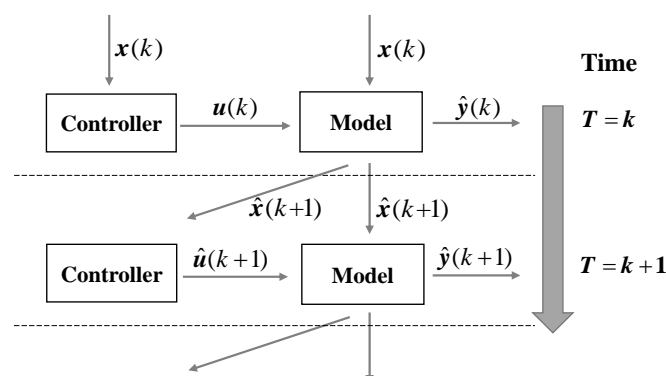 x(k) x(k) Time
Controller u(k) Model ŷ(k) T = k
x̂(k+1) x̂(k+1)
Controller û(k+1) Model ŷ(k+1) T = k+1